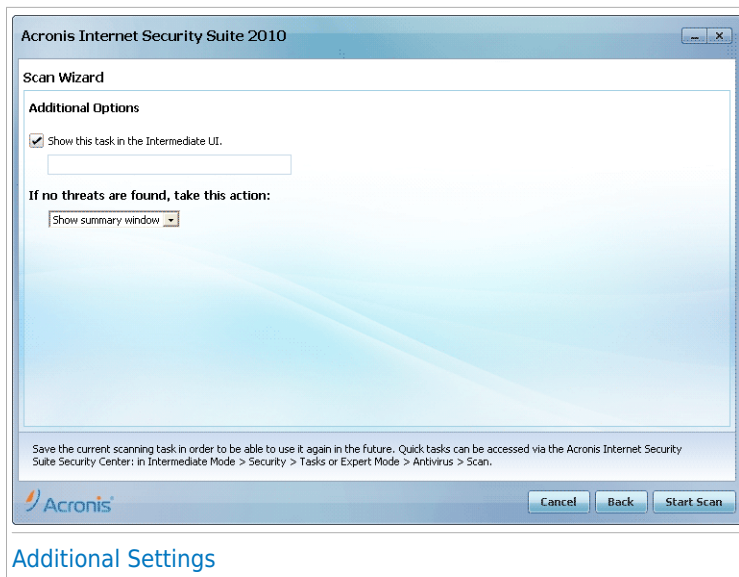 Acronis Internet Security Suite 2010
Scan Wizard
Additional Options
Show this task in the Intermediate UI.
If no threats are found, take this action:
Show summary window
Save the current scanning task in order to be able to use it again in the future. Quick tasks can be accessed via the Acronis Internet Security
Suite Security Center: in Intermediate Mode > Security > Tasks or Expert Mode > Antivirus > Scan.
Acronis
Cancel
Back
Start Scan
Additional Settings